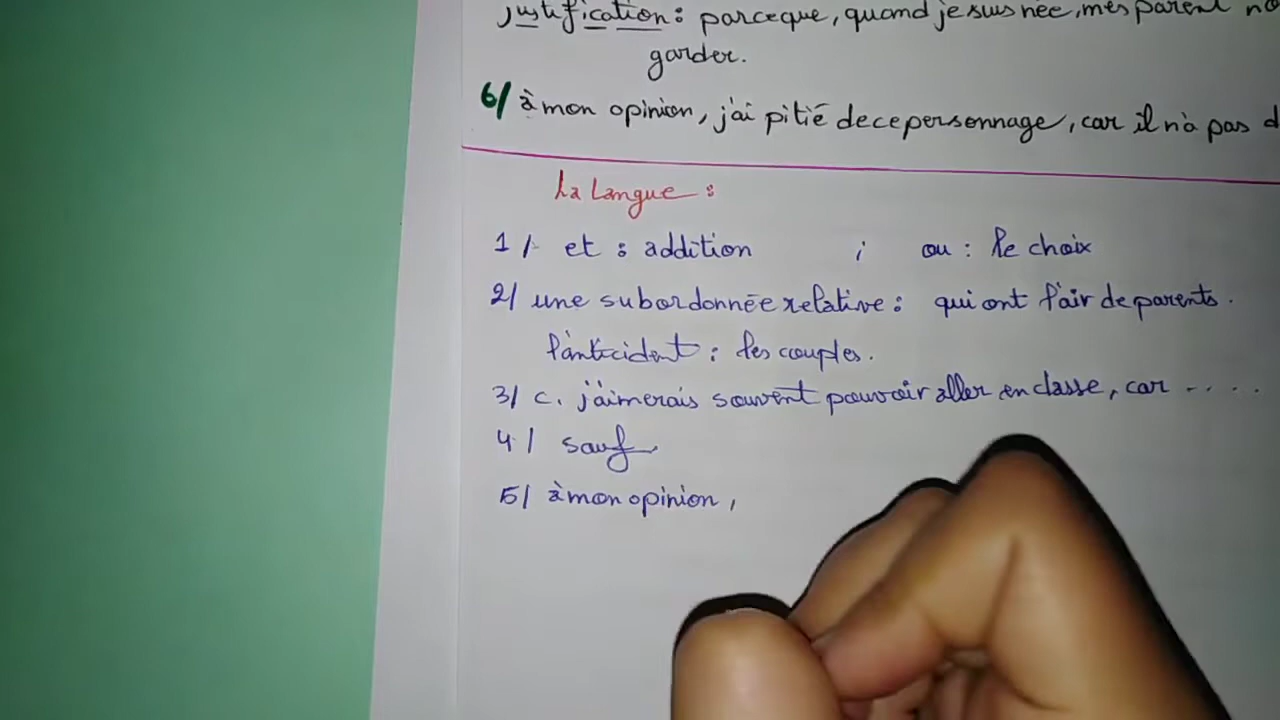 justification : parceque, quand je suis née, mes parent
garder.
6/ à mon opinion, j'ai pitié de ce personnage, car il n'a pas
La Langue :
1/ et : addition ; ou : le choix
2/ une subordonnée relative : qui ont l'air de parents.
l'antécident : les couples.
3/ c. j'aimerais souvent pouvoir aller en classe, car .....
4/ sauf
5/ à mon opinion,